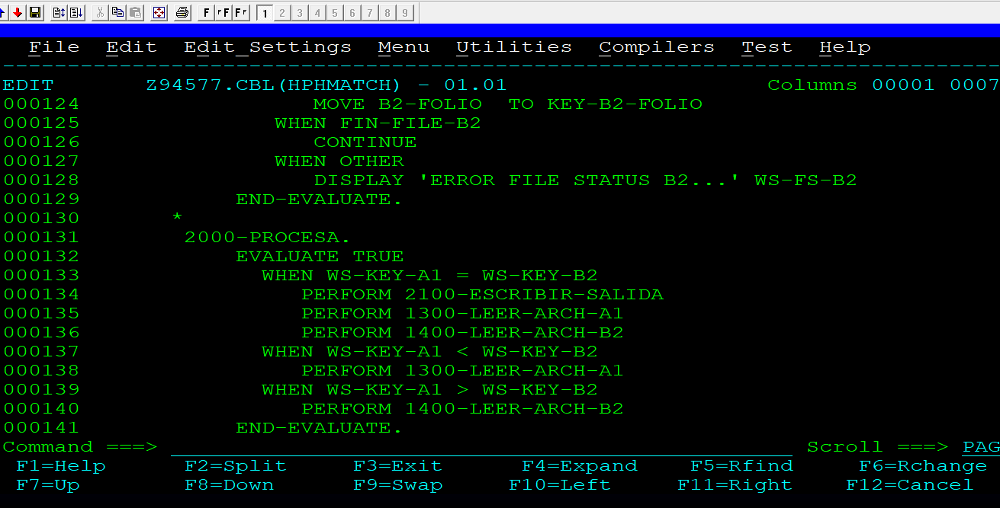 F F F F F 1 2 3 4 5 6 7 8 9
File Edit Edit_Settings Menu Utilities Compilers Test Help
EDIT Z94577.CBL(HPHMATCH) - 01.01 Columns 00001 0007
000124 MOVE B2-FOLIO TO KEY-B2-FOLIO
000125 WHEN FIN-FILE-B2
000126 CONTINUE
000127 WHEN OTHER
000128 DISPLAY 'ERROR FILE STATUS B2...' WS-FS-B2
000129 END-EVALUATE.
000130 *
000131 2000-PROCESA.
000132 EVALUATE TRUE
000133 WHEN WS-KEY-A1 = WS-KEY-B2
000134 PERFORM 2100-ESCRIBIR-SALIDA
000135 PERFORM 1300-LEER-ARCH-A1
000136 PERFORM 1400-LEER-ARCH-B2
000137 WHEN WS-KEY-A1 < WS-KEY-B2
000138 PERFORM 1300-LEER-ARCH-A1
000139 WHEN WS-KEY-A1 > WS-KEY-B2
000140 PERFORM 1400-LEER-ARCH-B2
000141 END-EVALUATE.
Command ===> Scroll ===> PAG
F1=Help F2=Split F3=Exit F4=Expand F5=Rfind F6=Rchange
F7=Up F8=Down F9=Swap F10=Left F11=Right F12=Cancel